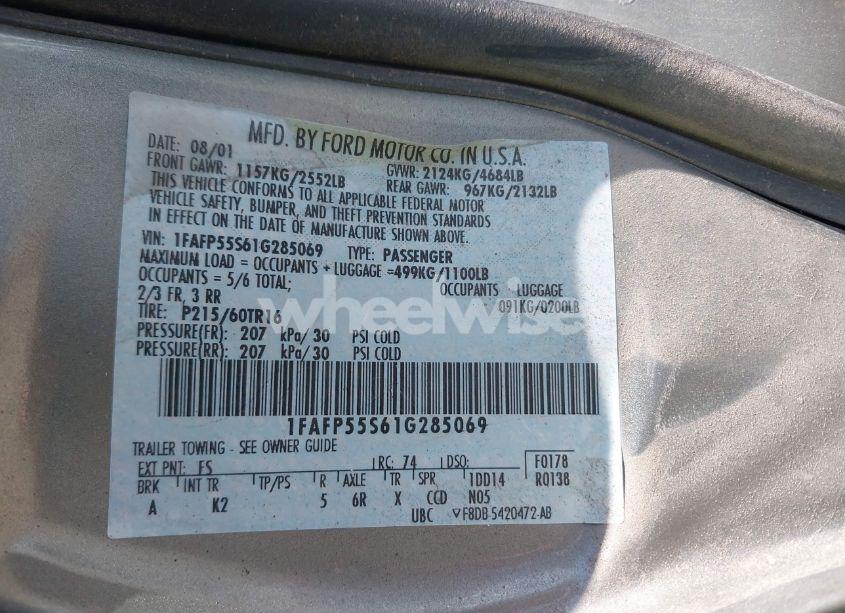 MFD. BY FORD MOTOR CO. IN U.S.A.
DATE: 08/01 GVWR: 2124KG/4684LB
FRONT GAWR: 1157KG/2552LB REAR GAWR: 967KG/2132LB
THIS VEHICLE CONFORMS TO ALL APPLICABLE FEDERAL MOTOR
VEHICLE SAFETY, BUMPER, AND THEFT PREVENTION STANDARDS
IN EFFECT ON THE DATE OF MANUFACTURE SHOWN ABOVE.
VIN: 1FAFP55S61G285069 TYPE: PASSENGER
MAXIMUM LOAD = OCCUPANTS + LUGGAGE =499KG/1100LB
OCCUPANTS = 5/6 TOTAL; OCCUPANTS LUGGAGE
2/3 FR, 3 RR 091KG/0200LB
TIRE: P215/60TR16
PRESSURE(FR): 207 kPa/30 PSI COLD
PRESSURE(RR): 207 kPa/30 PSI COLD
wheelwise
1FAFP55S61G285069
TRAILER TOWING - SEE OWNER GUIDE
EXT PNT: FS RC: 74 DSO: F0178
BRK INT TR TP/PS R AXLE TR SPR 1DD14 R0138
A K2 5 6R X CCD N05
UBC ▽F8DB-5420472-AB